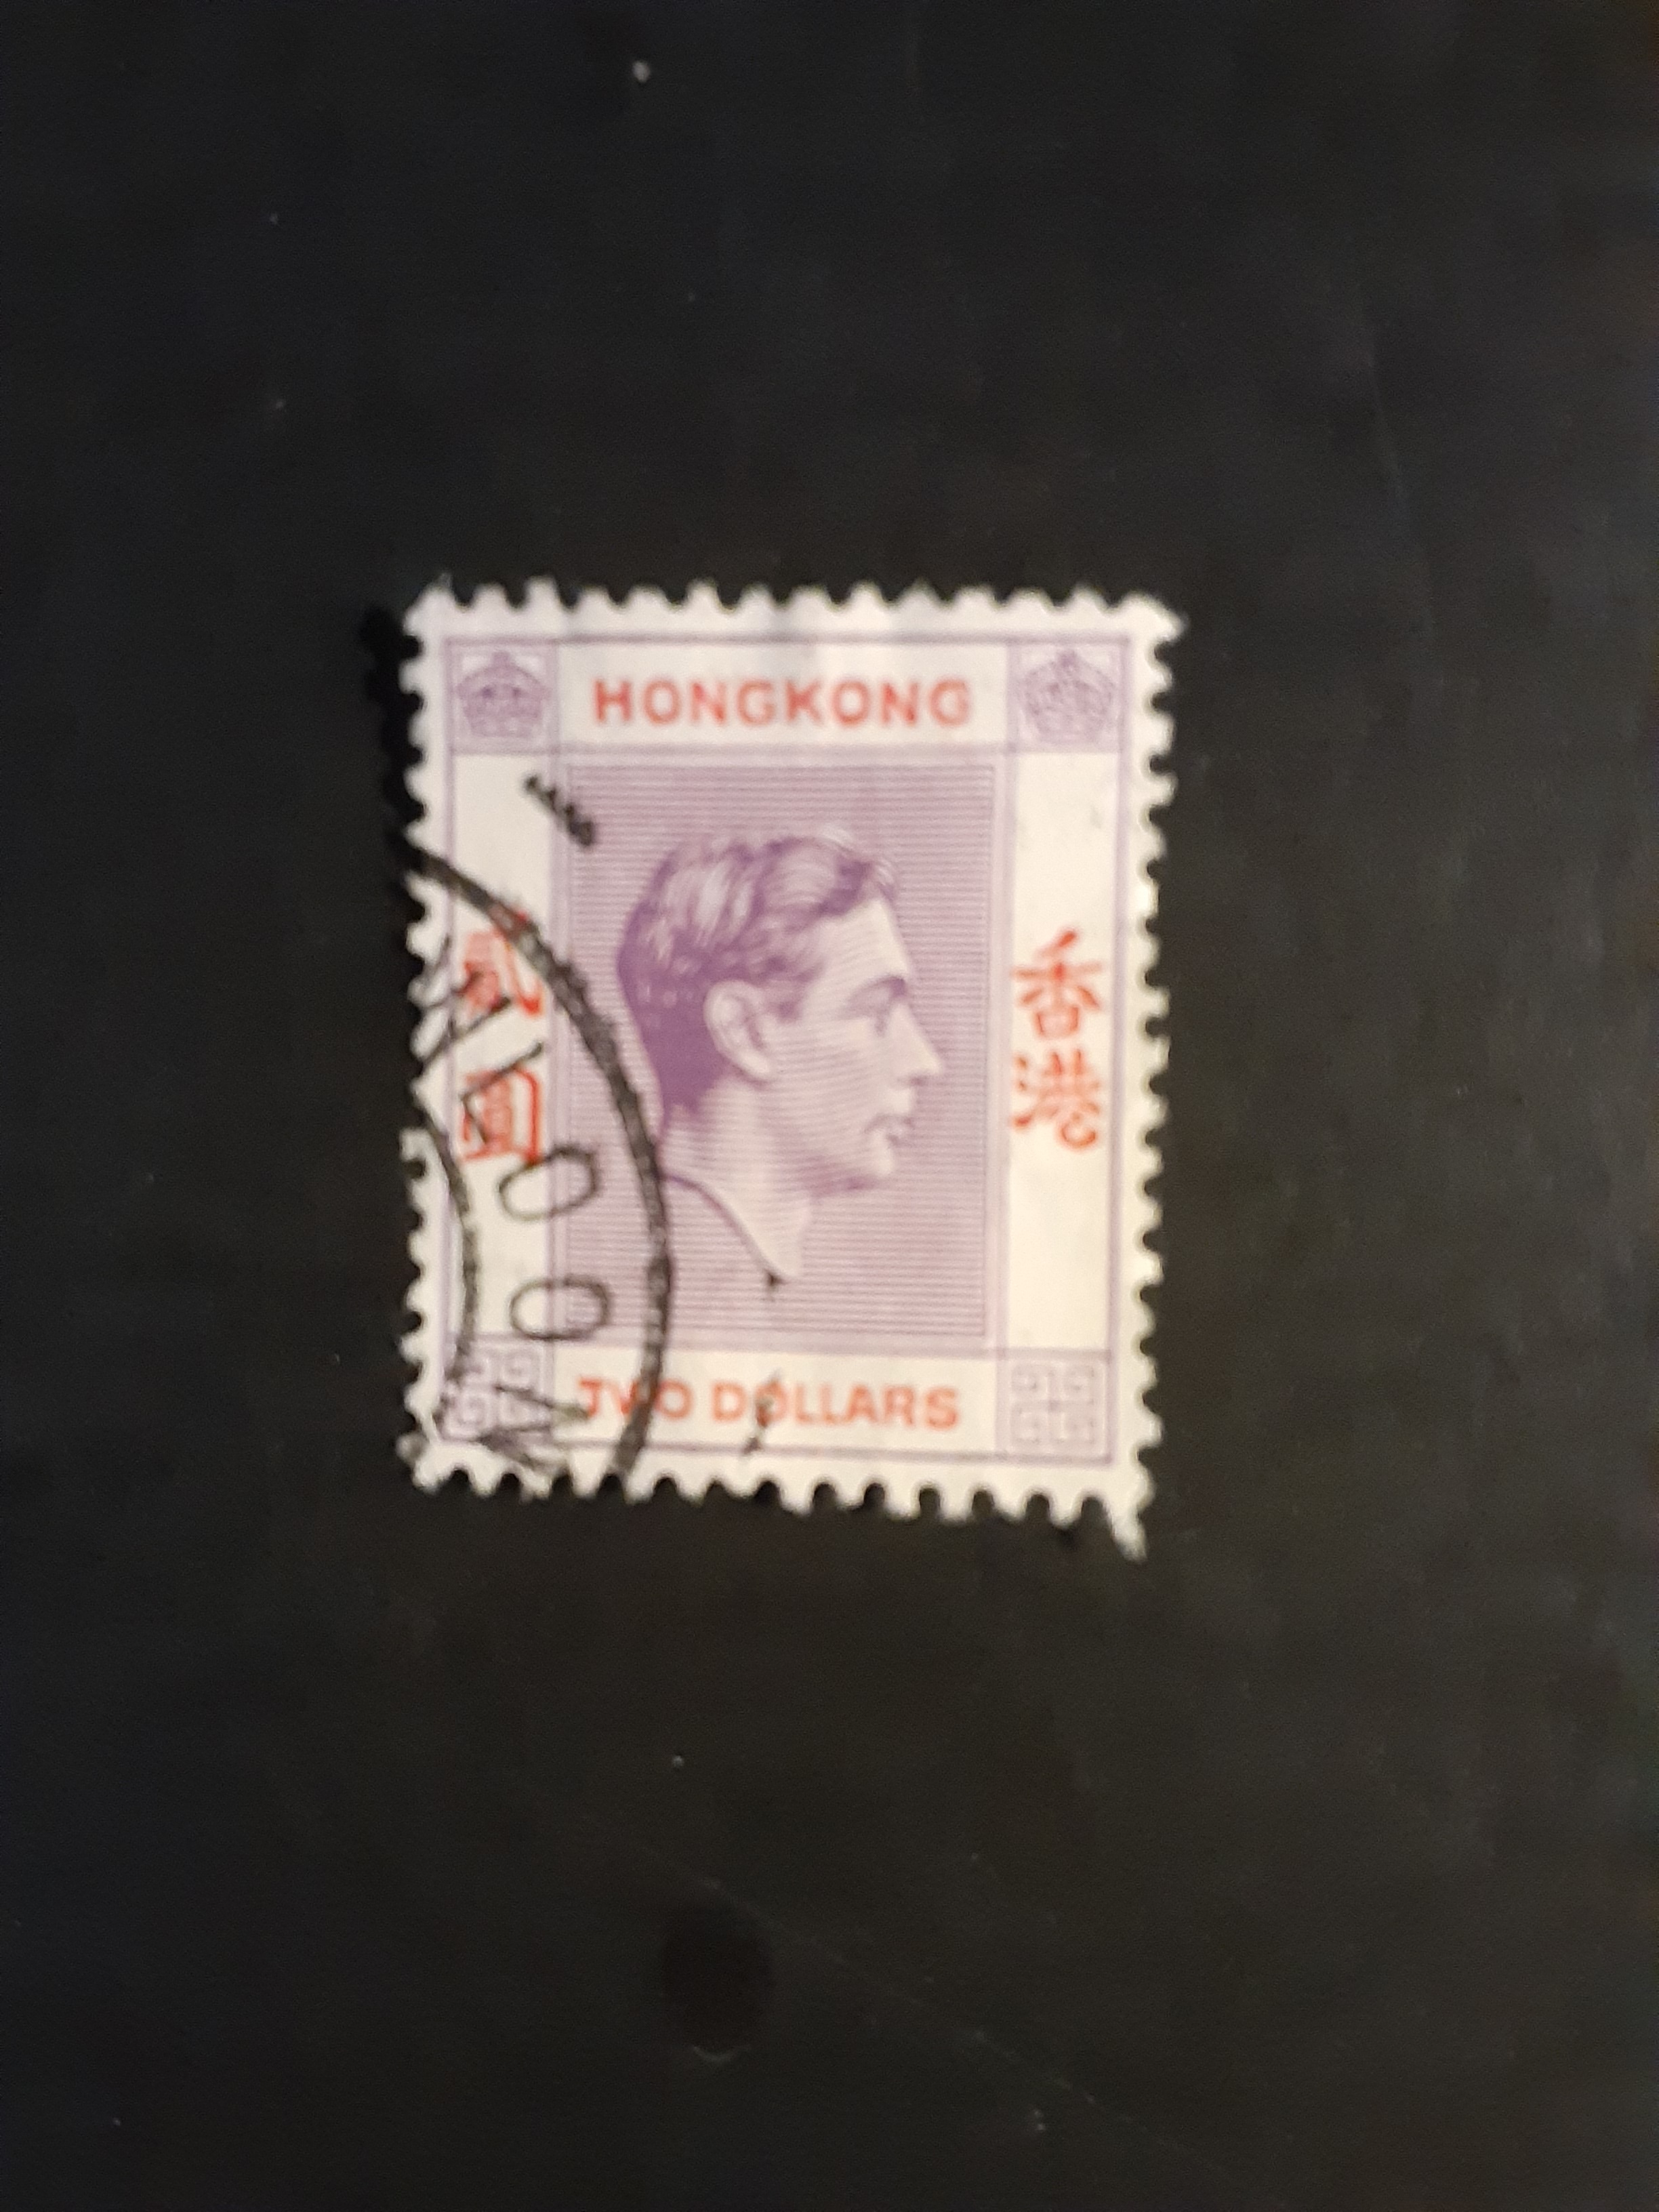 HONGKONG
貳圓
香港
TWO DOLLARS